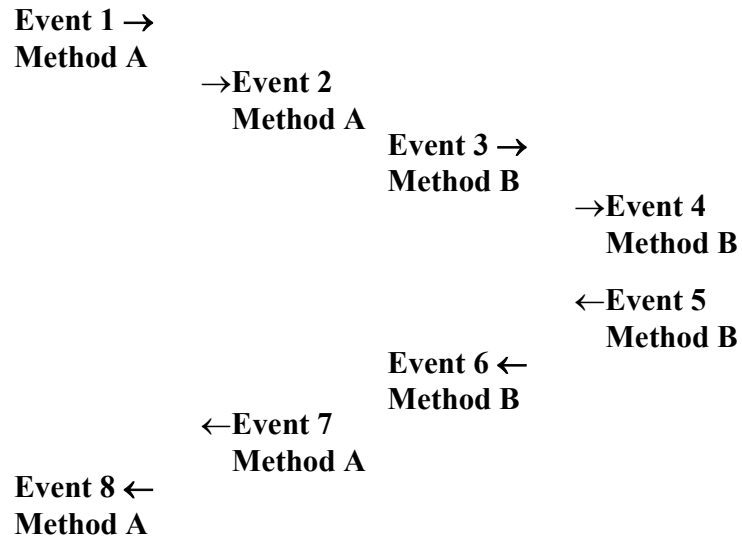 Event 1 →
Method A
→Event 2
Method A
Event 3 →
Method B
→Event 4
Method B
←Event 5
Method B
Event 6 ←
Method B
←Event 7
Method A
Event 8 ←
Method A